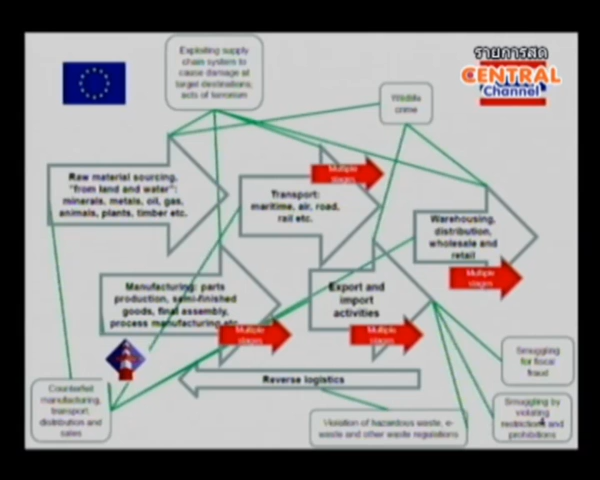 รายการสด
CENTRAL
Channel
Exploiting supply
chain system to
cause damage at
target destinations;
acts of terrorism
Wildlife
crime
Raw material sourcing,
"from land and water":
minerals, metals, oil, gas,
animals, plants, timber etc.
Multiple
stages
Transport:
maritime, air, road,
rail etc.
Warehousing,
distribution,
wholesale and
retail
Multiple
stages
Manufacturing: parts
production, semi-finished
goods, final assembly,
process manufacturing etc.
Multiple
stages
Export and
import
activities
Multiple
stages
Reverse logistics
Smuggling
for fiscal
fraud
Counterfeit
manufacturing,
transport,
distribution and
sales
Violation of hazardous waste, e-
waste and other waste regulations
Smuggling by
violating
restrictions and
prohibitions
4